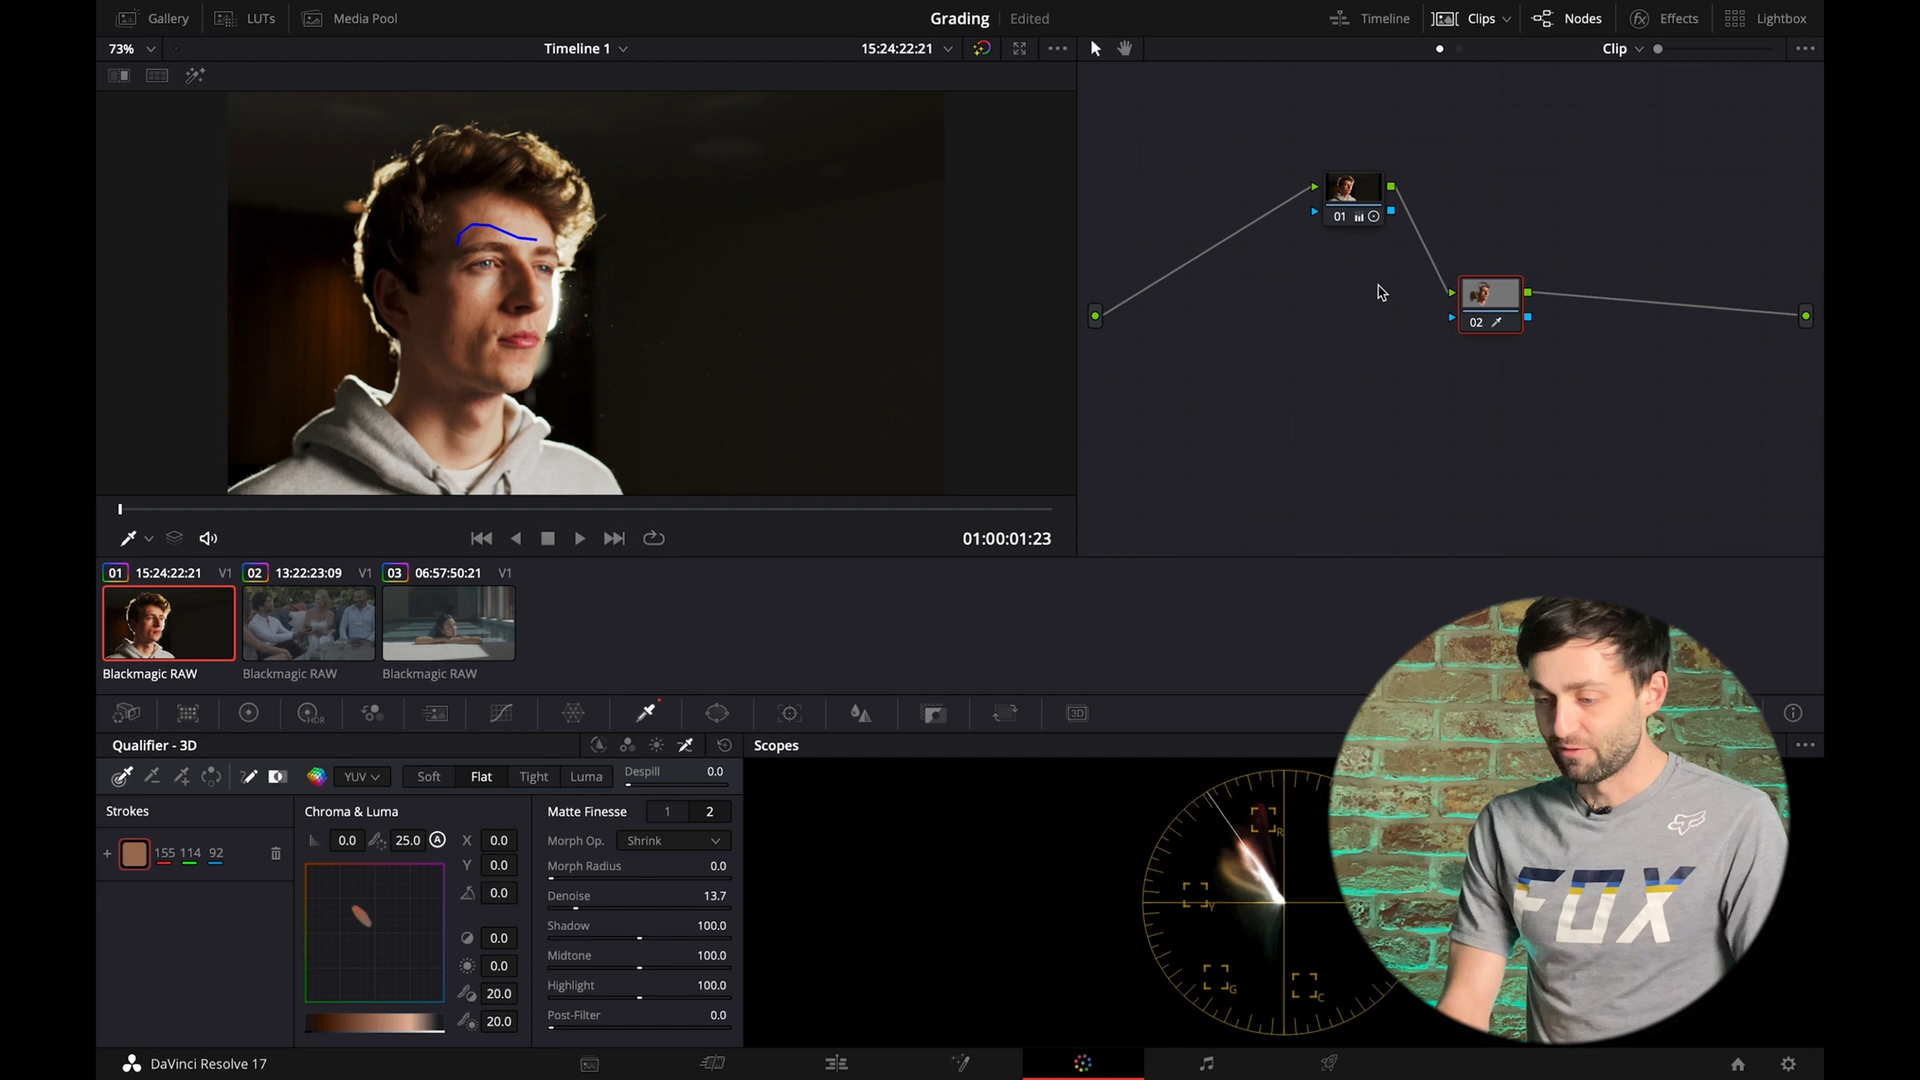 Gallery LUTs Media Pool Grading Edited Timeline Clips Nodes Effects Lightbox
73% Timeline 1 15:24:22:21 Clip
01
02
01:00:01:23
01 15:24:22:21 V1 02 13:22:23:09 V1 03 06:57:50:21 V1
Blackmagic RAW Blackmagic RAW Blackmagic RAW
HDR 3D
Qualifier - 3D Scopes
YUV Soft Flat Tight Luma Despill 0.0
Strokes Chroma & Luma Matte Finesse 1 2
0.0 25.0 A X 0.0 Morph Op. Shrink
155 114 92 Y 0.0 Morph Radius 0.0
0.0 Denoise 13.7
Shadow 100.0
0.0 Midtone 100.0
0.0 Highlight 100.0
20.0 Post-Filter 0.0
20.0
R
Y
G
C
FOX
DaVinci Resolve 17